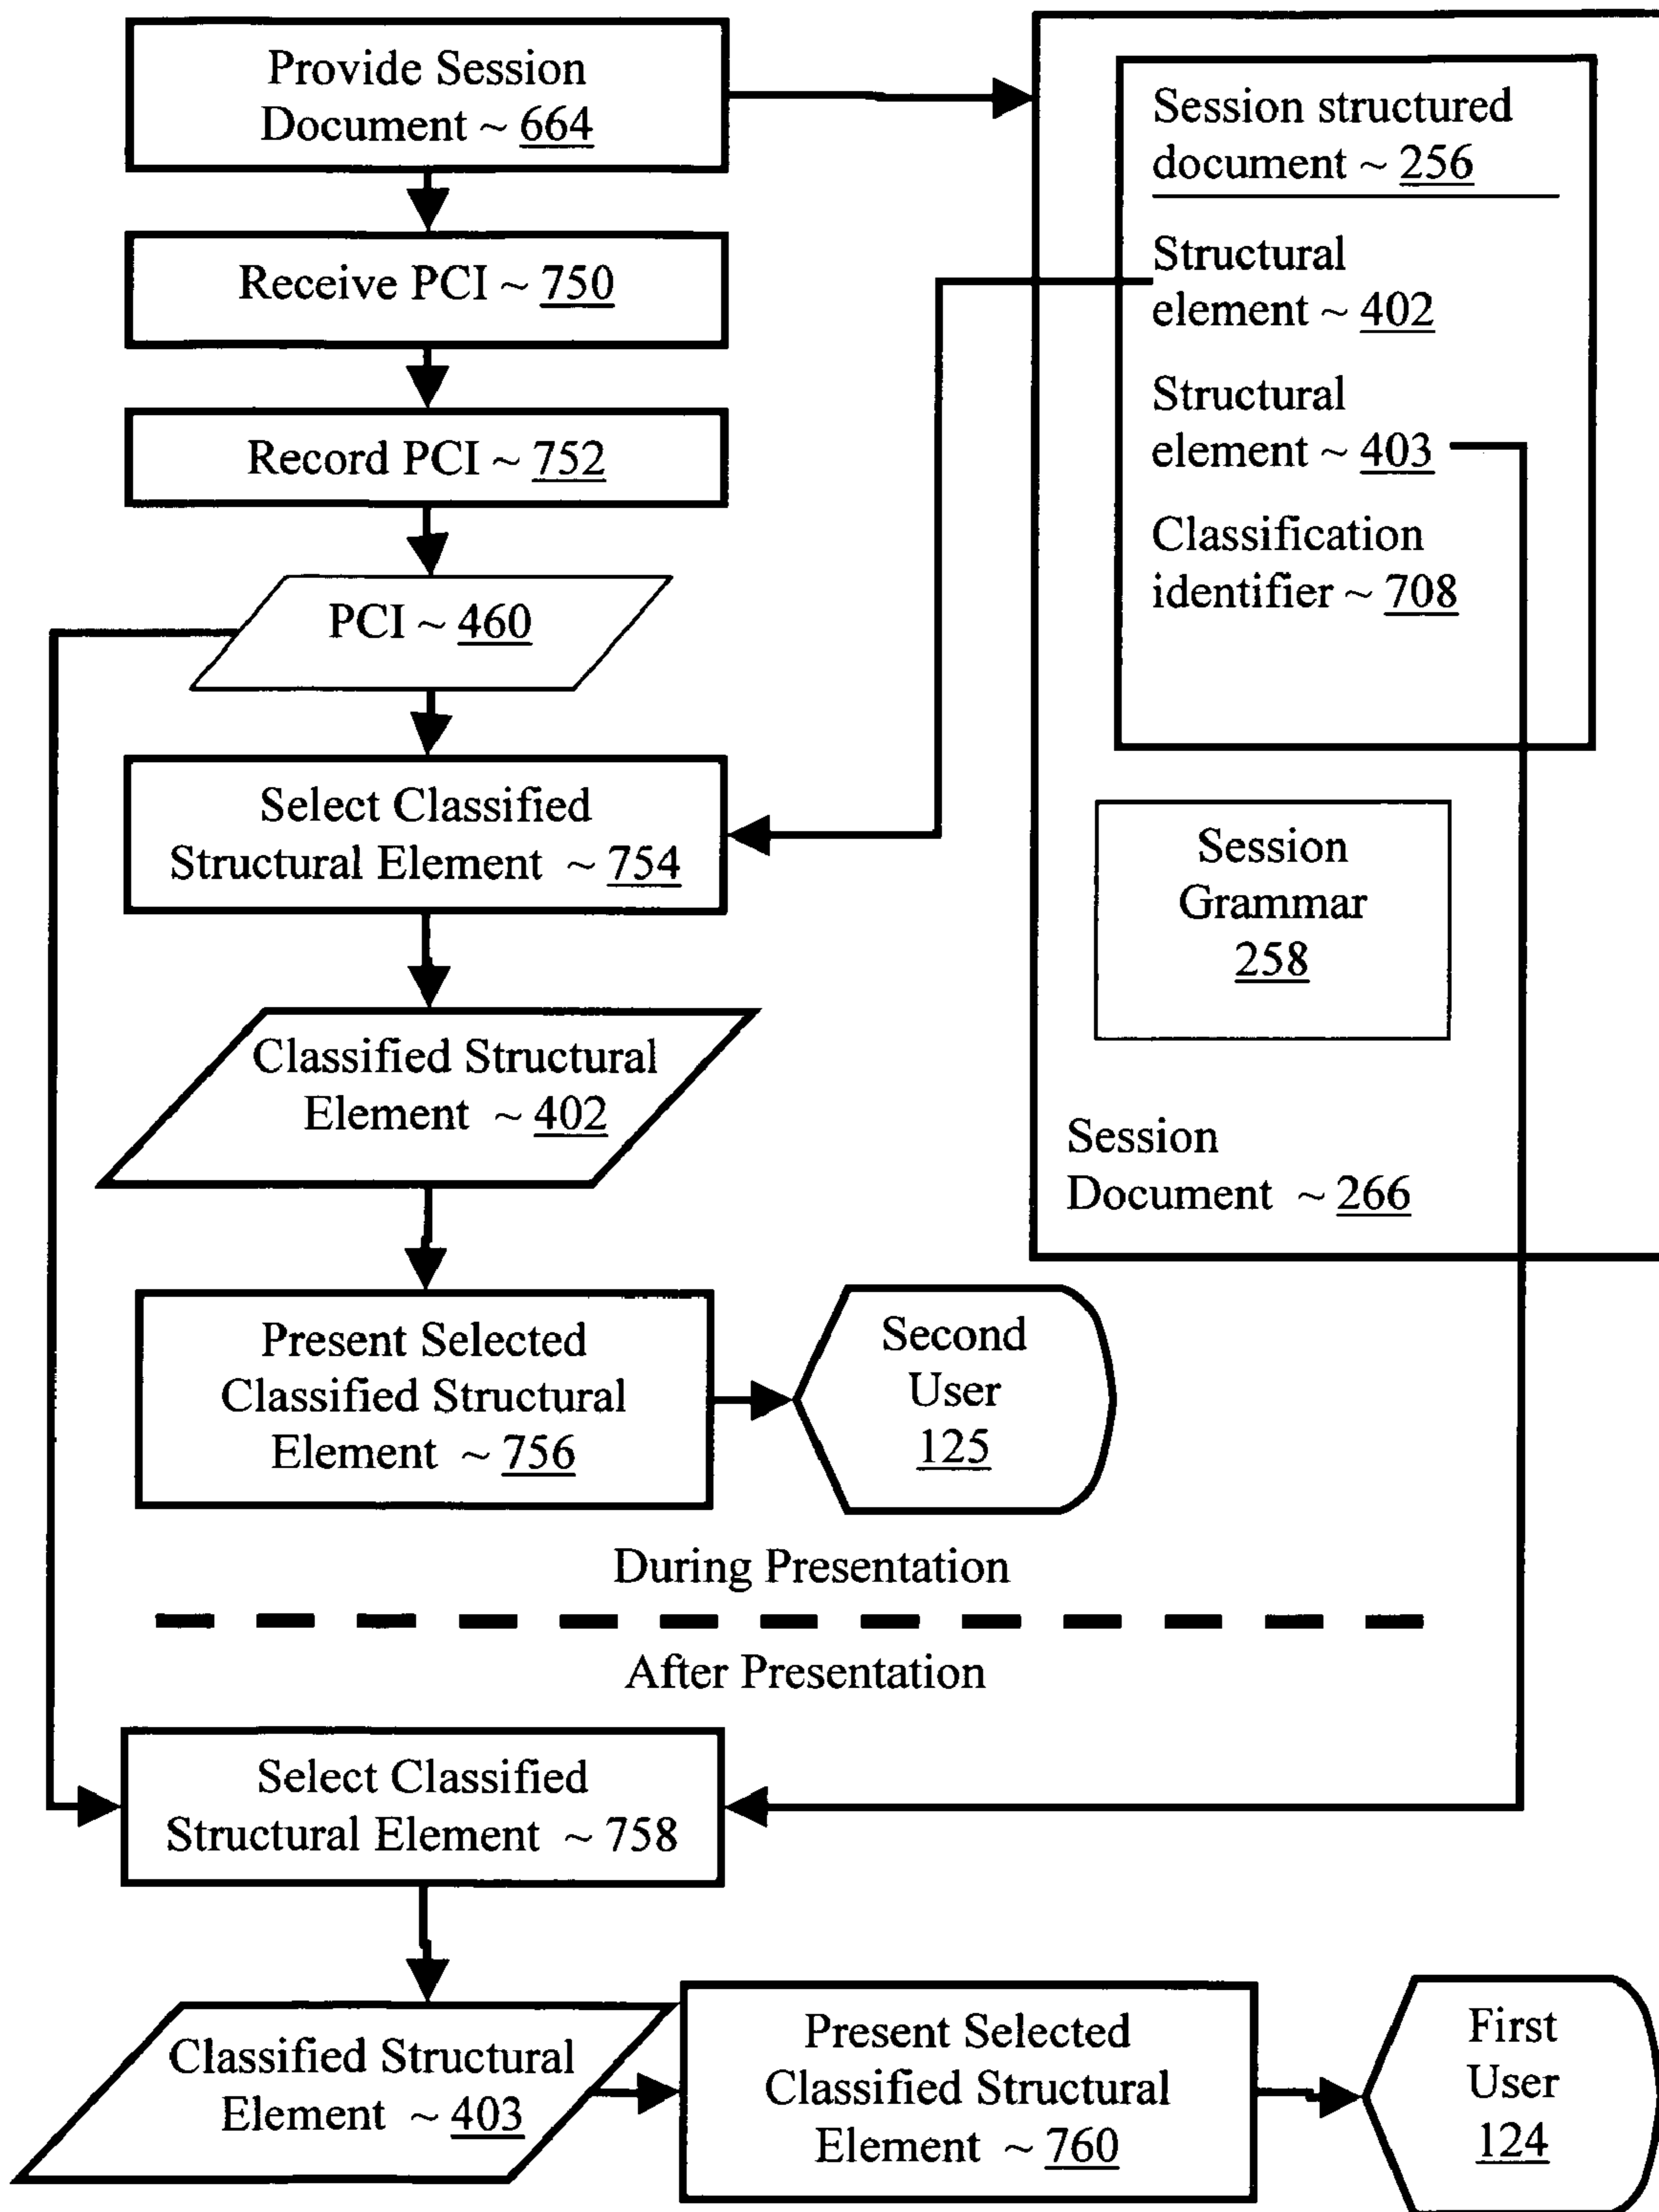 Provide Session
Document ~ 664
Receive PCI ~ 750
Record PCI ~ 752
PCI ~ 460
Select Classified
Structural Element ~ 754
Classified Structural
Element ~ 402
Present Selected
Classified Structural
Element ~ 756
Second
User
125
Session structured
document ~ 256
Structural
element ~ 402
Structural
element ~ 403
Classification
identifier ~ 708
Session
Grammar
258
Session
Document ~ 266
During Presentation
After Presentation
Select Classified
Structural Element ~ 758
Classified Structural
Element ~ 403
Present Selected
Classified Structural
Element ~ 760
First
User
124